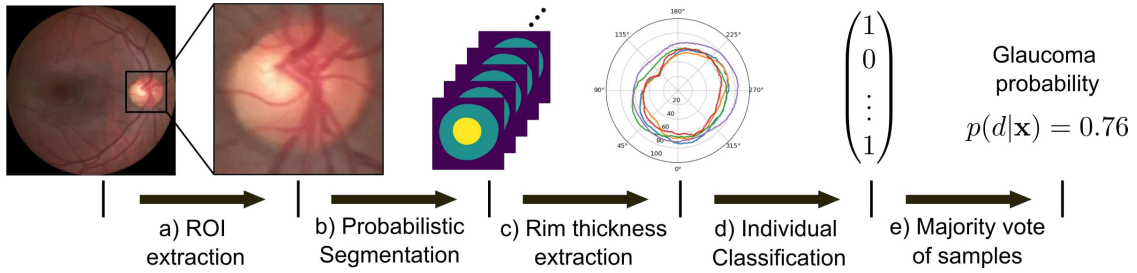 180°
135°
225°
90°
270°
20
40
60
80
100
45°
315°
0°
1
0
⋮
1
Glaucoma
probability
p(d|x) = 0.76
a) ROI
extraction
b) Probabilistic
Segmentation
c) Rim thickness
extraction
d) Individual
Classification
e) Majority vote
of samples